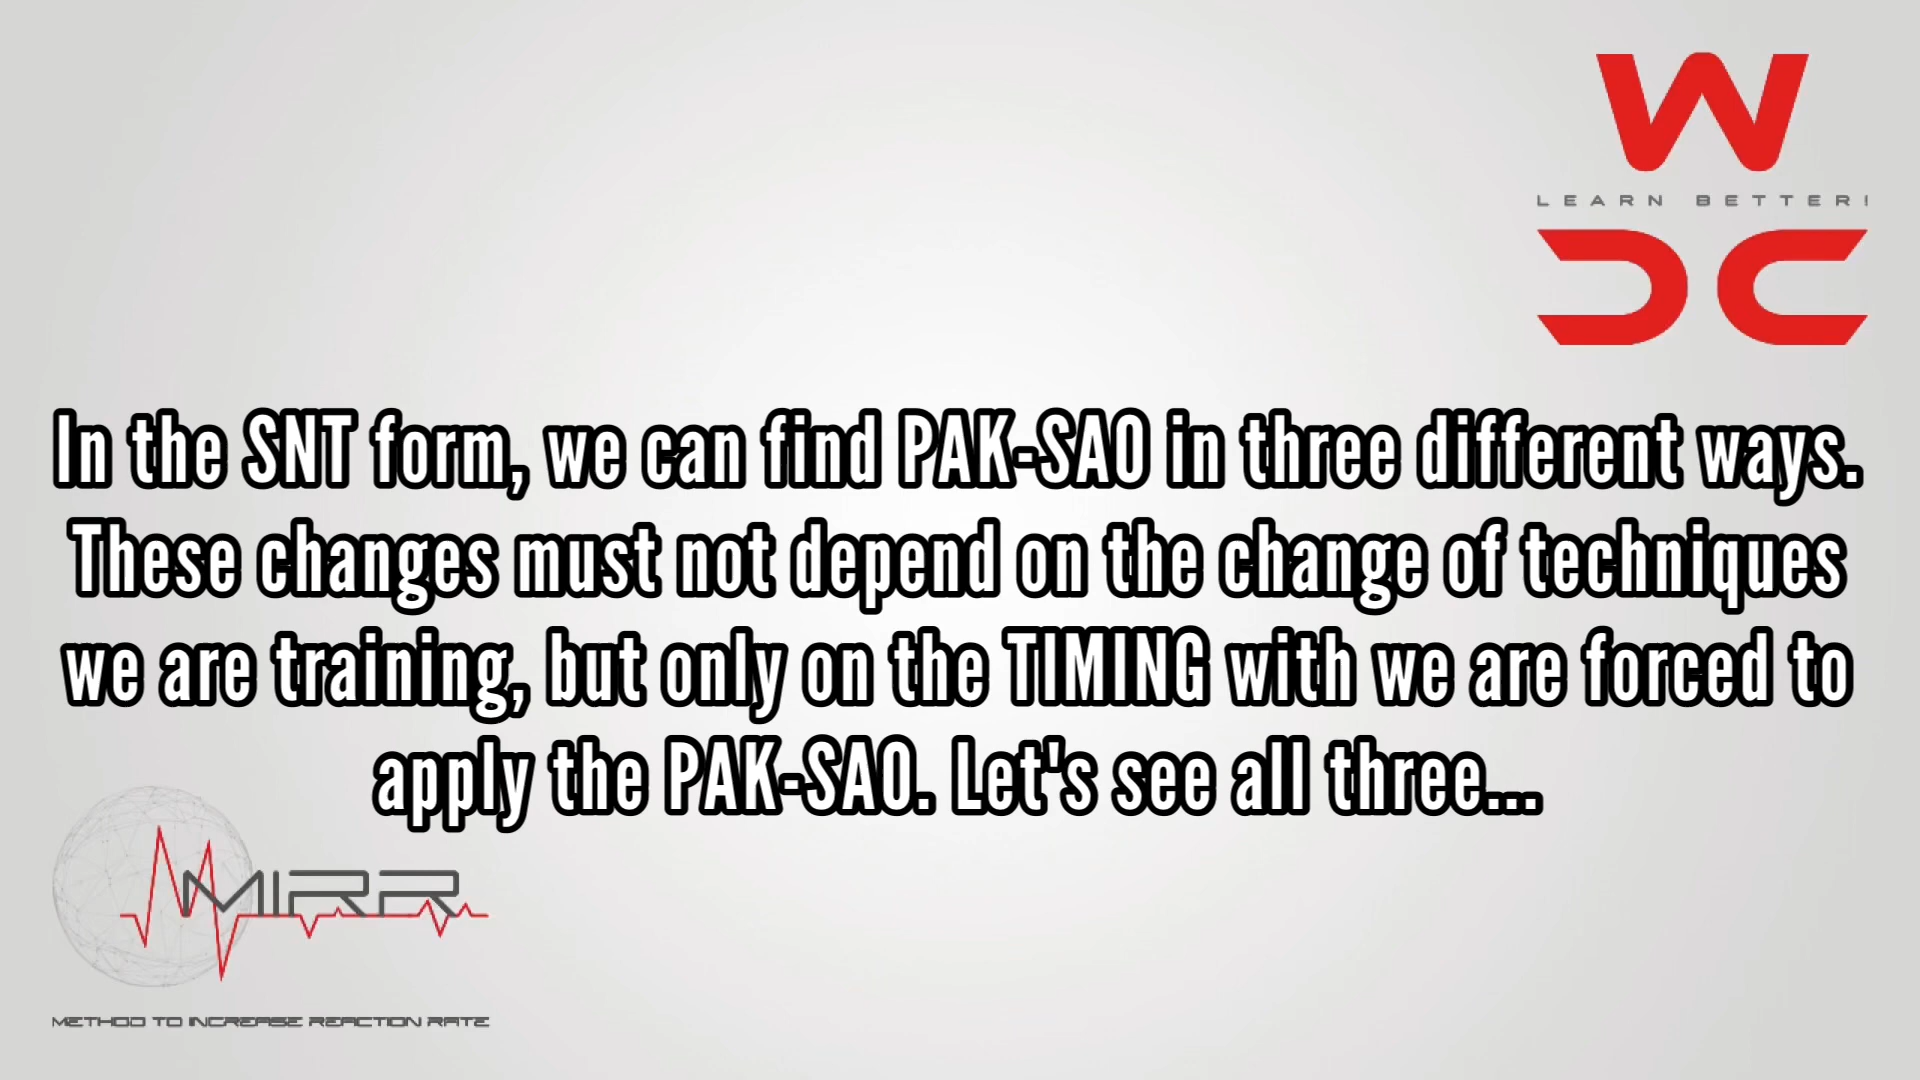 W
LEARN BETTER!
In the SNT form, we can find PAK-SAO in three different ways.
These changes must not depend on the change of techniques
we are training, but only on the TIMING with we are forced to
apply the PAK-SAO. Let's see all three...
MIRR
METHOD TO INCREASE REACTION RATE